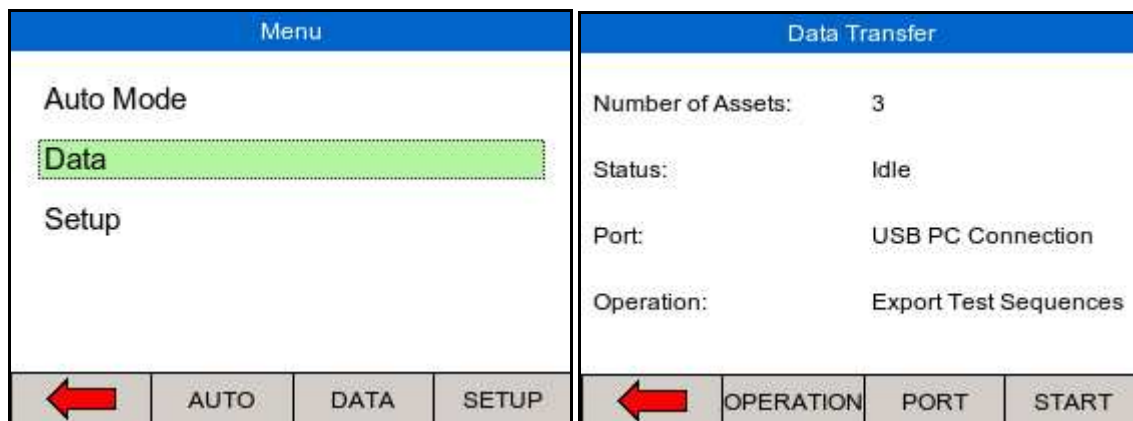 Menu
Auto Mode
Data
Setup
AUTO DATA SETUP
Data Transfer
Number of Assets: 3
Status: Idle
Port: USB PC Connection
Operation: Export Test Sequences
OPERATION PORT START